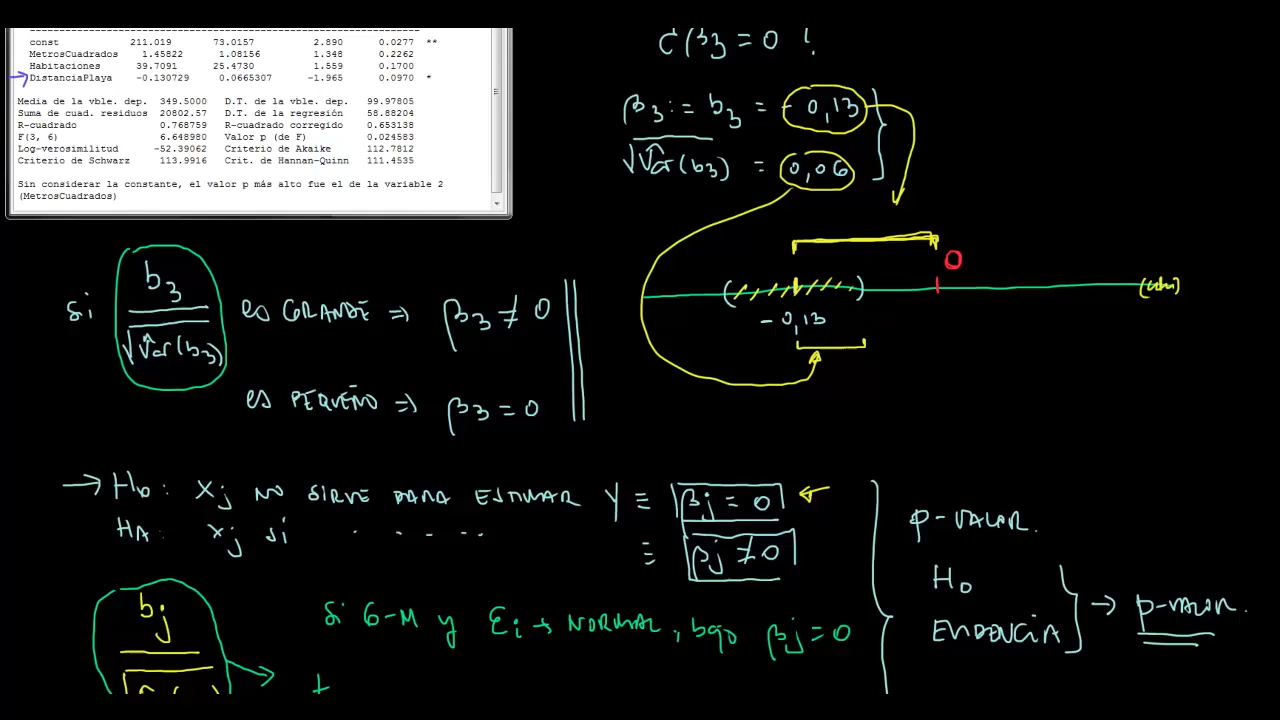 const 211.019 73.0157 2.890 0.0277 **
MetrosCuadrados 1.45822 1.08156 1.348 0.2262
Habitaciones 39.7091 25.4730 1.559 0.1700
DistanciaPlaya -0.130729 0.0665307 -1.965 0.0970 *
Media de la vble. dep. 349.5000 D.T. de la vble. dep. 99.97805
Suma de cuad. residuos 20802.57 D.T. de la regresión 58.88204
R-cuadrado 0.768759 R-cuadrado corregido 0.653138
F(3, 6) 6.648980 Valor p (de F) 0.024583
Log-verosimilitud -52.39062 Criterio de Akaike 112.7812
Criterio de Schwarz 113.9916 Crit. de Hannan-Quinn 111.4535
Sin considerar la constante, el valor p más alto fue el de la variable 2
(MetrosCuadrados)
¿β3 = 0 ?
β3 := b3 = - 0,13
√Vâr(b3) = 0,06
0
- 0,13
Si b3 / √Vâr(b3) es GRANDE ⇒ β3 ≠ 0
es PEQUEÑO ⇒ β3 = 0
→ H0: Xj NO SIRVE PARA ESTIMAR Y ≡ βj = 0 ←
HA: Xj SI . . . . . ≡ βj ≠ 0
p-VALOR.
H0
EVIDENCIA → p-VALOR.
bj
Si G-M y Ei → NORMAL, bajo βj = 0
t